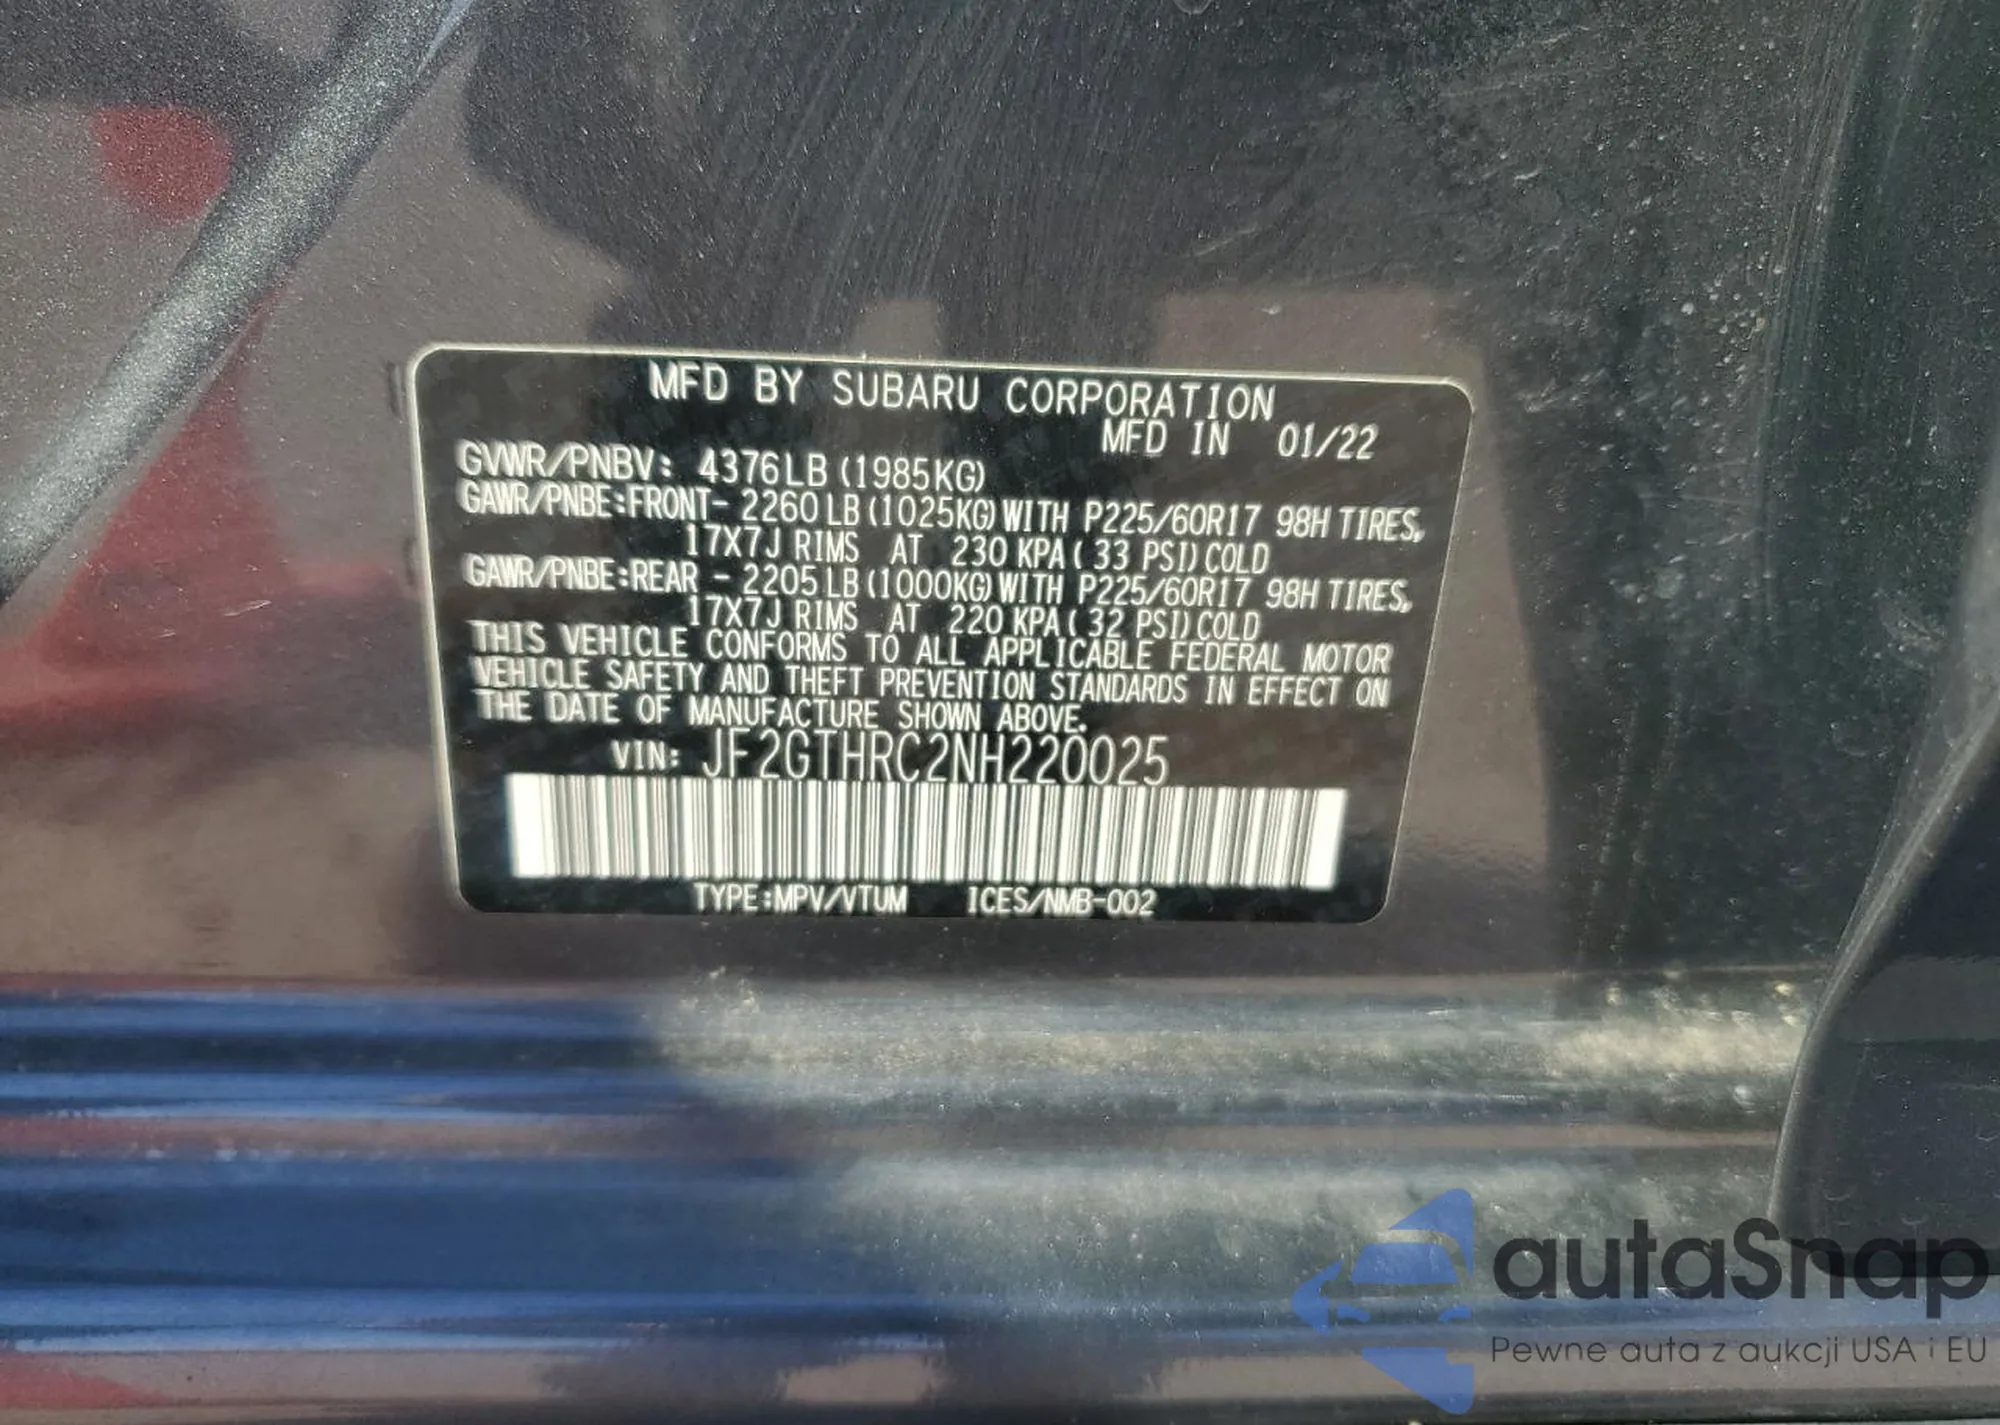 MFD BY SUBARU CORPORATION
MFD IN 01/22
GVWR/PNBV: 4376LB (1985KG)
GAWR/PNBE:FRONT- 2260 LB (1025KG) WITH P225/60R17 98H TIRES,
17X7J RIMS AT 230 KPA ( 33 PSI) COLD
GAWR/PNBE:REAR - 2205 LB (1000KG) WITH P225/60R17 98H TIRES,
17X7J RIMS AT 220 KPA ( 32 PSI) COLD
THIS VEHICLE CONFORMS TO ALL APPLICABLE FEDERAL MOTOR
VEHICLE SAFETY AND THEFT PREVENTION STANDARDS IN EFFECT ON
THE DATE OF MANUFACTURE SHOWN ABOVE.
VIN: JF2GTHRC2NH220025
TYPE:MPV/VTUM ICES/NMB-002
autaSnap
Pewne auta z aukcji USA i EU